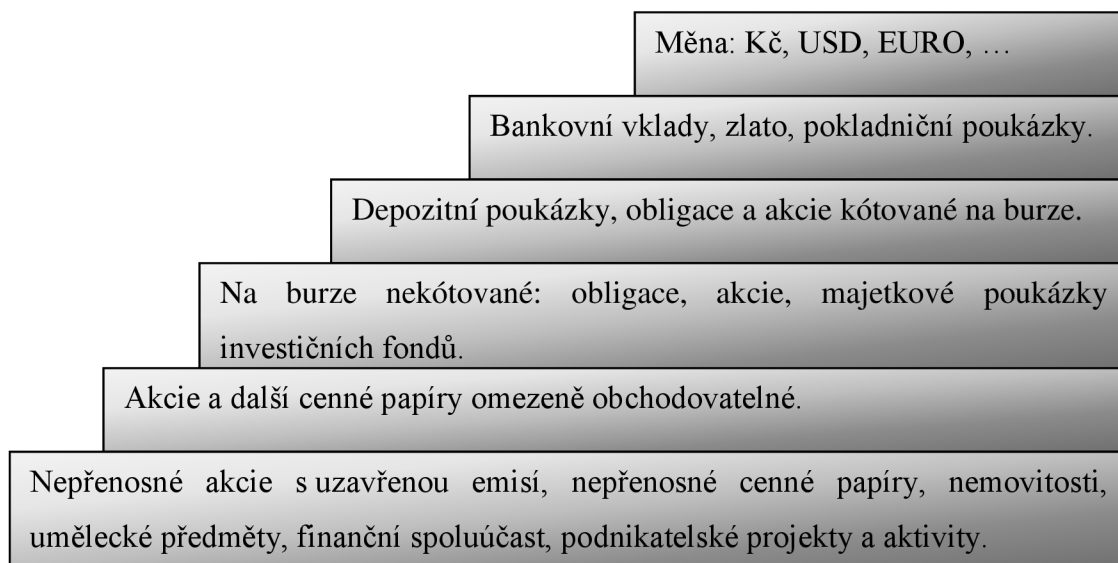 Měna: Kč, USD, EURO, …
Bankovní vklady, zlato, pokladniční poukázky.
Depozitní poukázky, obligace a akcie kótované na burze.
Na burze nekótované: obligace, akcie, majetkové poukázky
investičních fondů.
Akcie a další cenné papíry omezeně obchodovatelné.
Nepřenosné akcie s uzavřenou emisí, nepřenosné cenné papíry, nemovitosti,
umělecké předměty, finanční spoluúčast, podnikatelské projekty a aktivity.